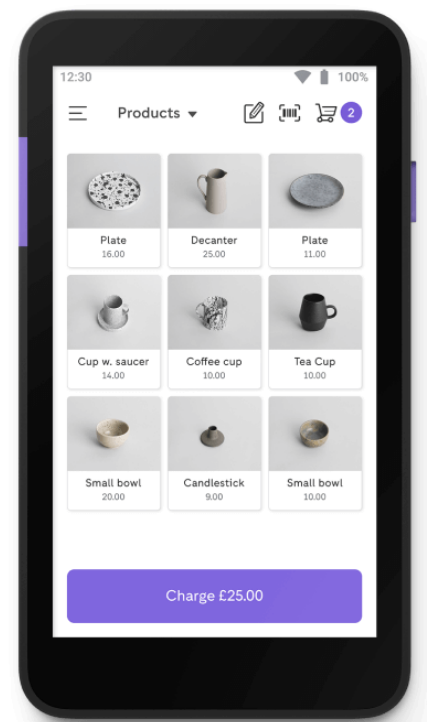 12:30
100%
Products
2
Plate
16.00
Decanter
25.00
Plate
11.00
Cup w. saucer
14.00
Coffee cup
10.00
Tea Cup
10.00
Small bowl
20.00
Candlestick
9.00
Small bowl
10.00
Charge £25.00